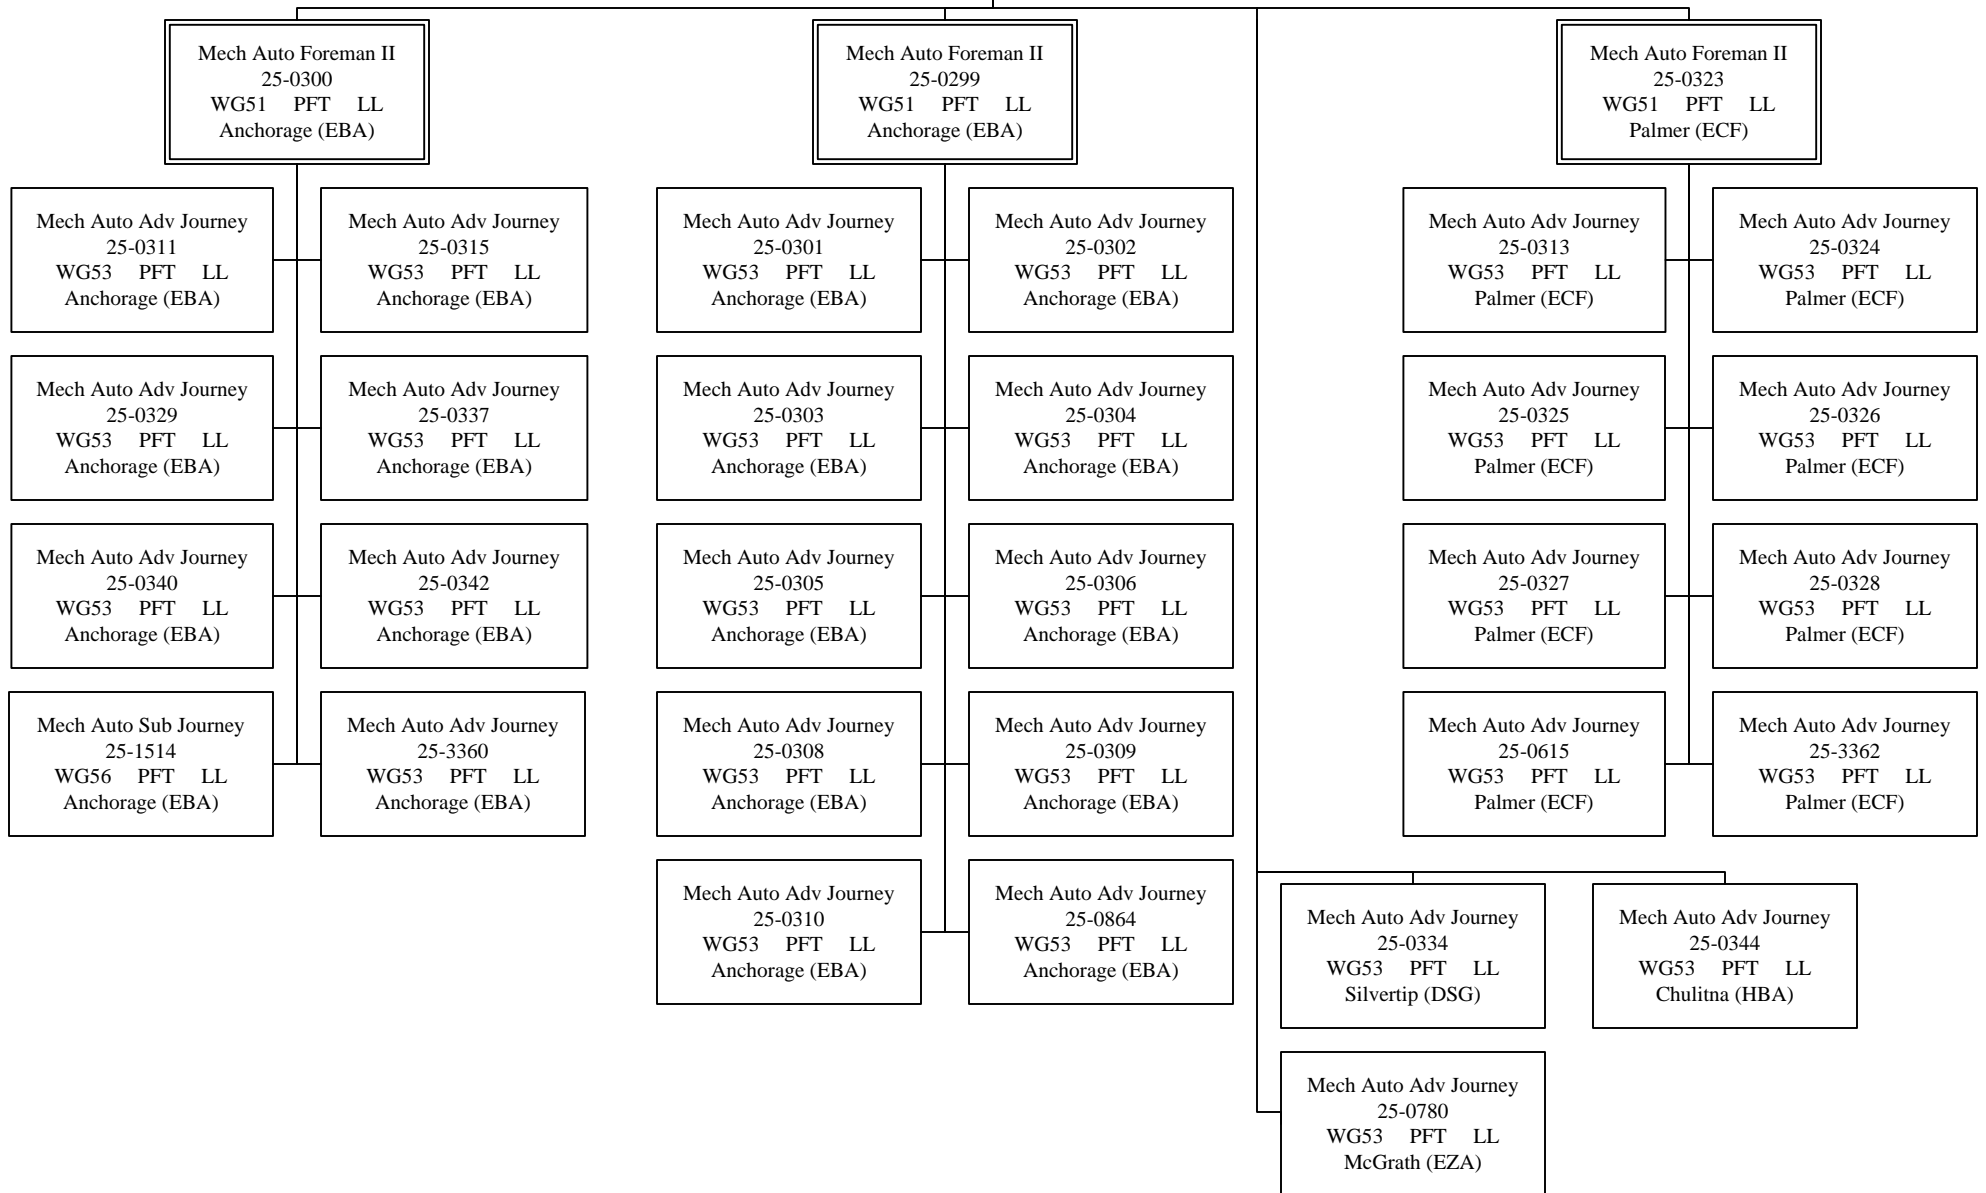 Mech Auto Foreman II
25-0300
WG51 PFT LL
Anchorage (EBA)
Mech Auto Foreman II
25-0299
WG51 PFT LL
Anchorage (EBA)
Mech Auto Foreman II
25-0323
WG51 PFT LL
Palmer (ECF)
Mech Auto Adv Journey
25-0311
WG53 PFT LL
Anchorage (EBA)
Mech Auto Adv Journey
25-0315
WG53 PFT LL
Anchorage (EBA)
Mech Auto Adv Journey
25-0301
WG53 PFT LL
Anchorage (EBA)
Mech Auto Adv Journey
25-0302
WG53 PFT LL
Anchorage (EBA)
Mech Auto Adv Journey
25-0313
WG53 PFT LL
Palmer (ECF)
Mech Auto Adv Journey
25-0324
WG53 PFT LL
Palmer (ECF)
Mech Auto Adv Journey
25-0329
WG53 PFT LL
Anchorage (EBA)
Mech Auto Adv Journey
25-0337
WG53 PFT LL
Anchorage (EBA)
Mech Auto Adv Journey
25-0303
WG53 PFT LL
Anchorage (EBA)
Mech Auto Adv Journey
25-0304
WG53 PFT LL
Anchorage (EBA)
Mech Auto Adv Journey
25-0325
WG53 PFT LL
Palmer (ECF)
Mech Auto Adv Journey
25-0326
WG53 PFT LL
Palmer (ECF)
Mech Auto Adv Journey
25-0340
WG53 PFT LL
Anchorage (EBA)
Mech Auto Adv Journey
25-0342
WG53 PFT LL
Anchorage (EBA)
Mech Auto Adv Journey
25-0305
WG53 PFT LL
Anchorage (EBA)
Mech Auto Adv Journey
25-0306
WG53 PFT LL
Anchorage (EBA)
Mech Auto Adv Journey
25-0327
WG53 PFT LL
Palmer (ECF)
Mech Auto Adv Journey
25-0328
WG53 PFT LL
Palmer (ECF)
Mech Auto Sub Journey
25-1514
WG56 PFT LL
Anchorage (EBA)
Mech Auto Adv Journey
25-3360
WG53 PFT LL
Anchorage (EBA)
Mech Auto Adv Journey
25-0308
WG53 PFT LL
Anchorage (EBA)
Mech Auto Adv Journey
25-0309
WG53 PFT LL
Anchorage (EBA)
Mech Auto Adv Journey
25-0615
WG53 PFT LL
Palmer (ECF)
Mech Auto Adv Journey
25-3362
WG53 PFT LL
Palmer (ECF)
Mech Auto Adv Journey
25-0310
WG53 PFT LL
Anchorage (EBA)
Mech Auto Adv Journey
25-0864
WG53 PFT LL
Anchorage (EBA)
Mech Auto Adv Journey
25-0334
WG53 PFT LL
Silvertip (DSG)
Mech Auto Adv Journey
25-0344
WG53 PFT LL
Chulitna (HBA)
Mech Auto Adv Journey
25-0780
WG53 PFT LL
McGrath (EZA)